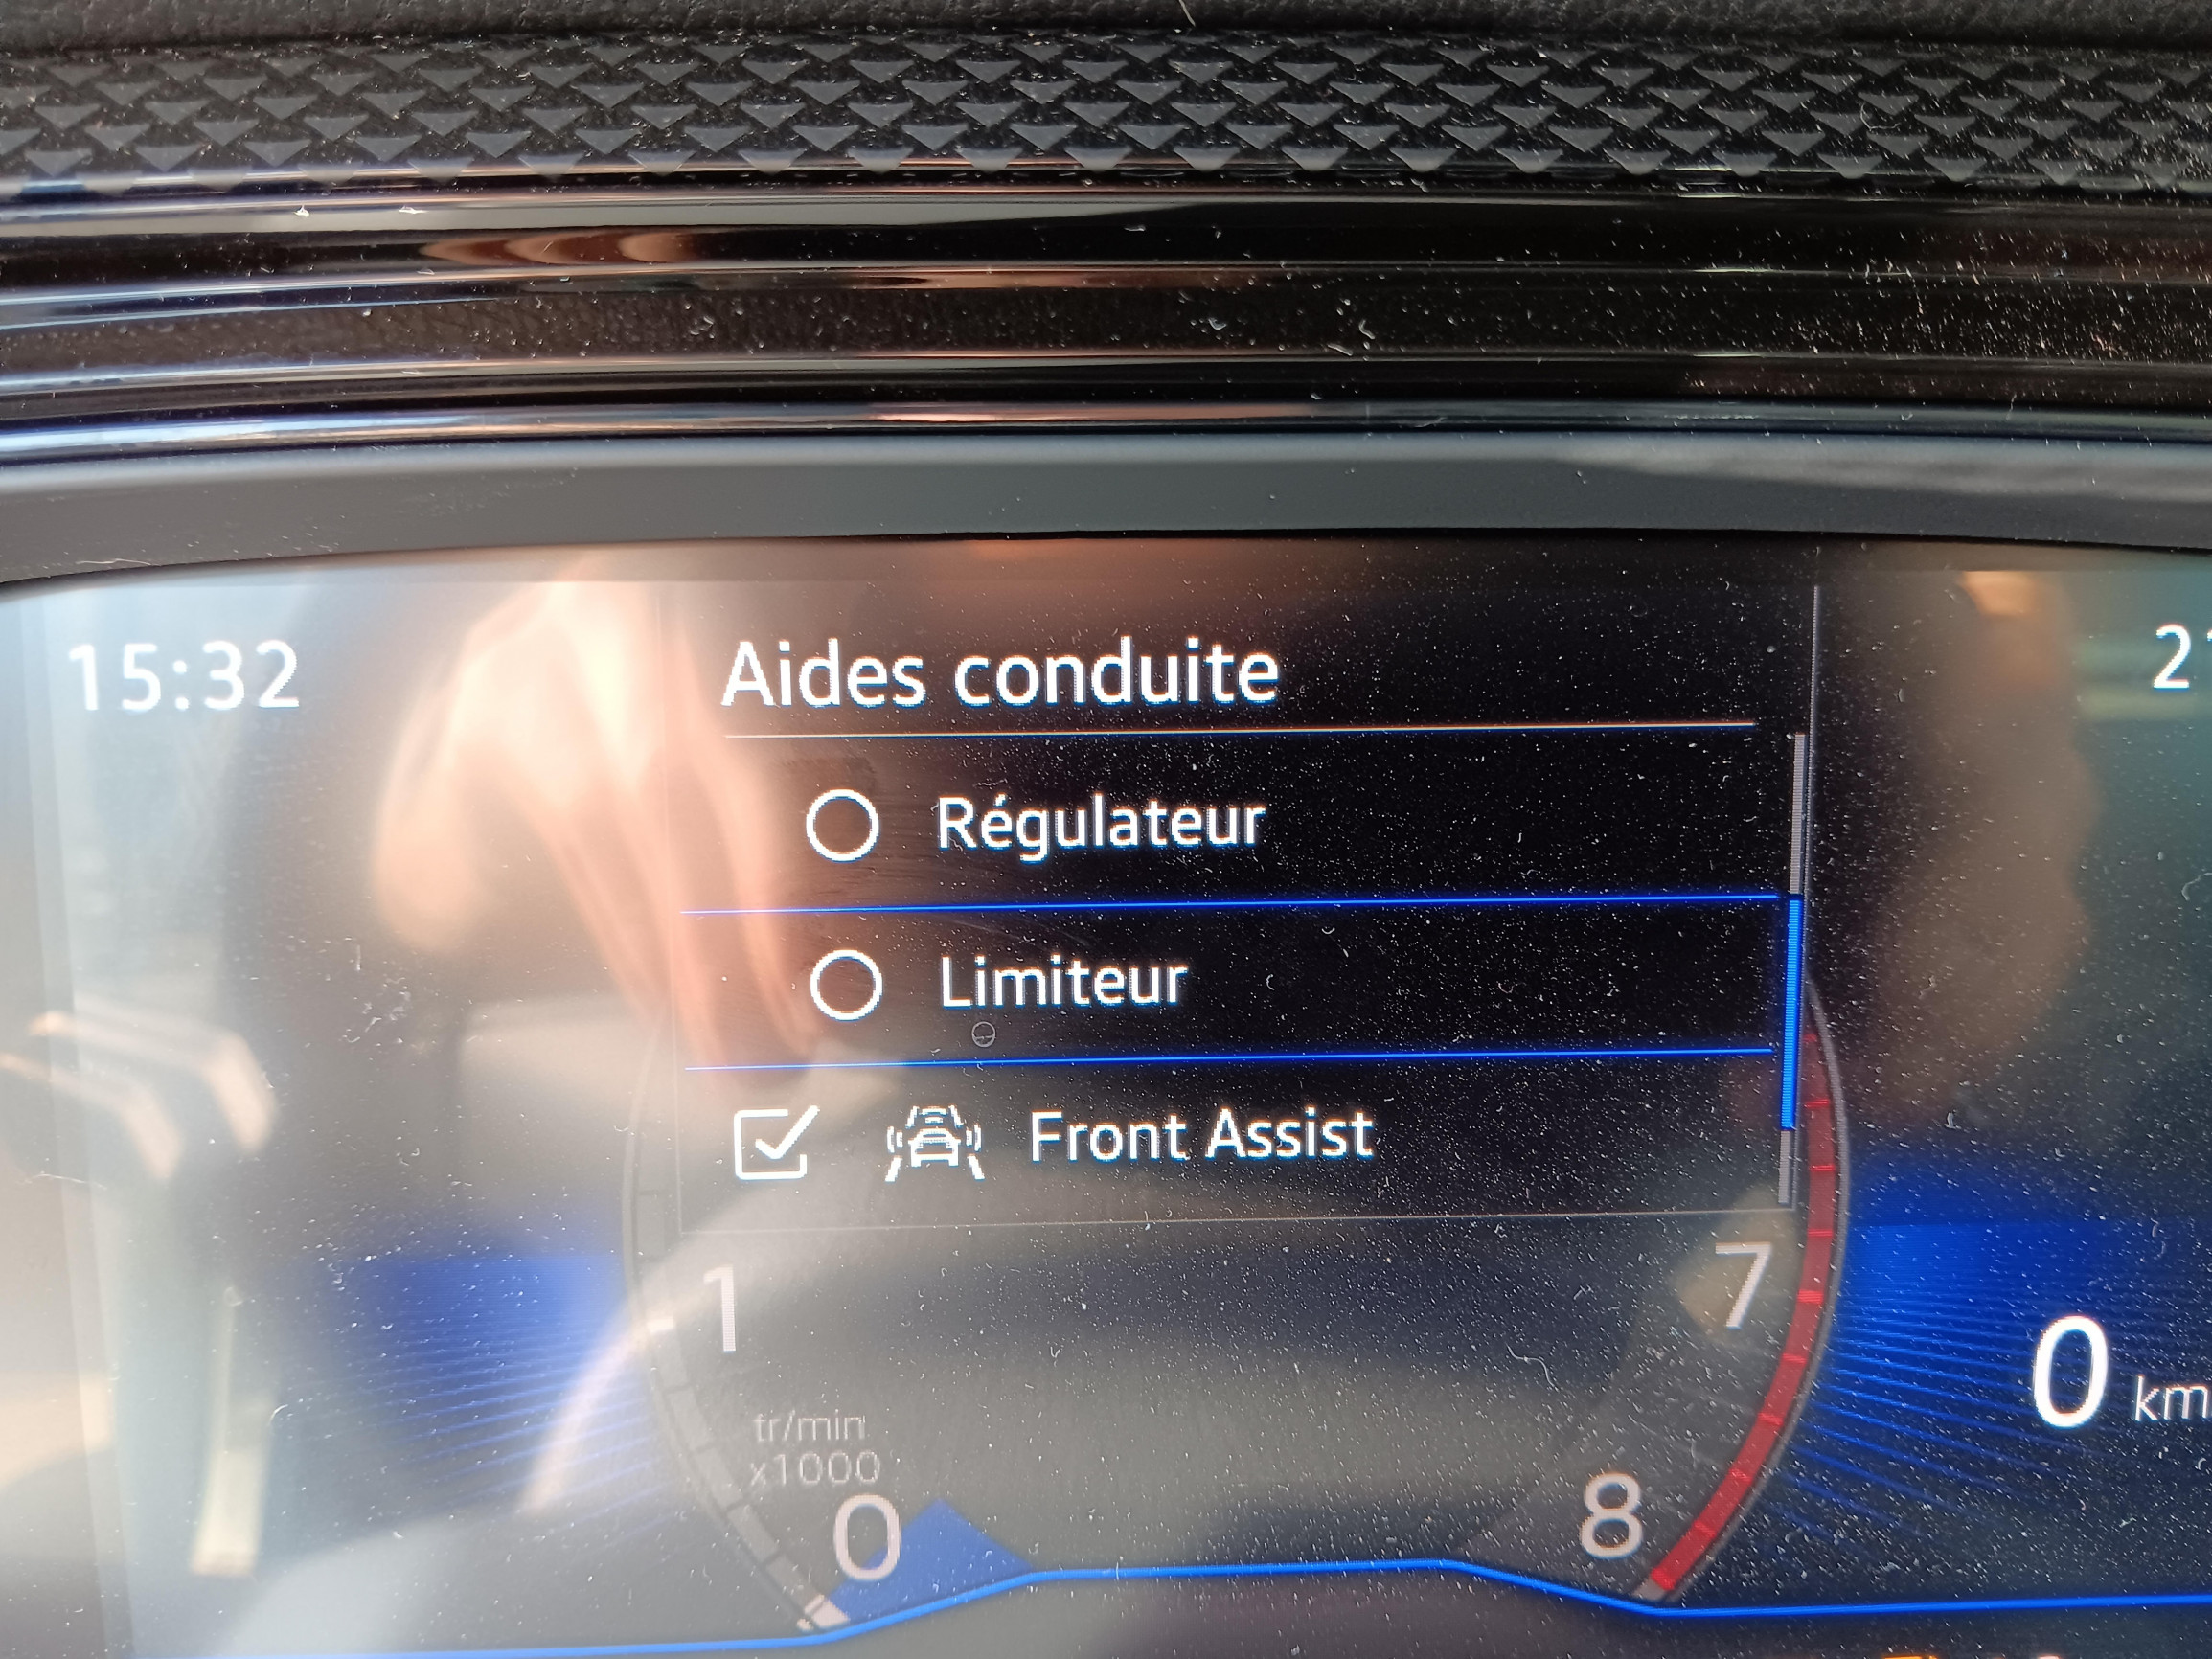 15:32
Aides conduite
Régulateur
Limiteur
Front Assist
1
7
tr/min
x1000
0
8
0 km